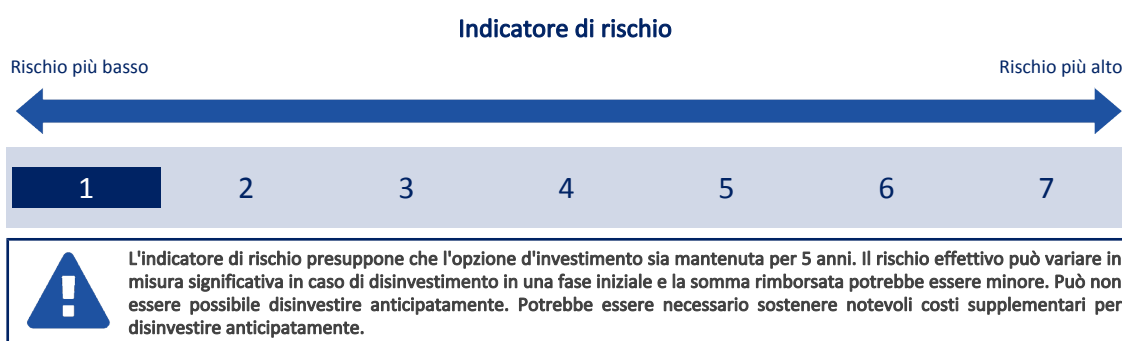 Indicatore di rischio
Rischio più basso
Rischio più alto
1 2 3 4 5 6 7
L'indicatore di rischio presuppone che l'opzione d'investimento sia mantenuta per 5 anni. Il rischio effettivo può variare in
misura significativa in caso di disinvestimento in una fase iniziale e la somma rimborsata potrebbe essere minore. Può non
essere possibile disinvestire anticipatamente. Potrebbe essere necessario sostenere notevoli costi supplementari per
disinvestire anticipatamente.